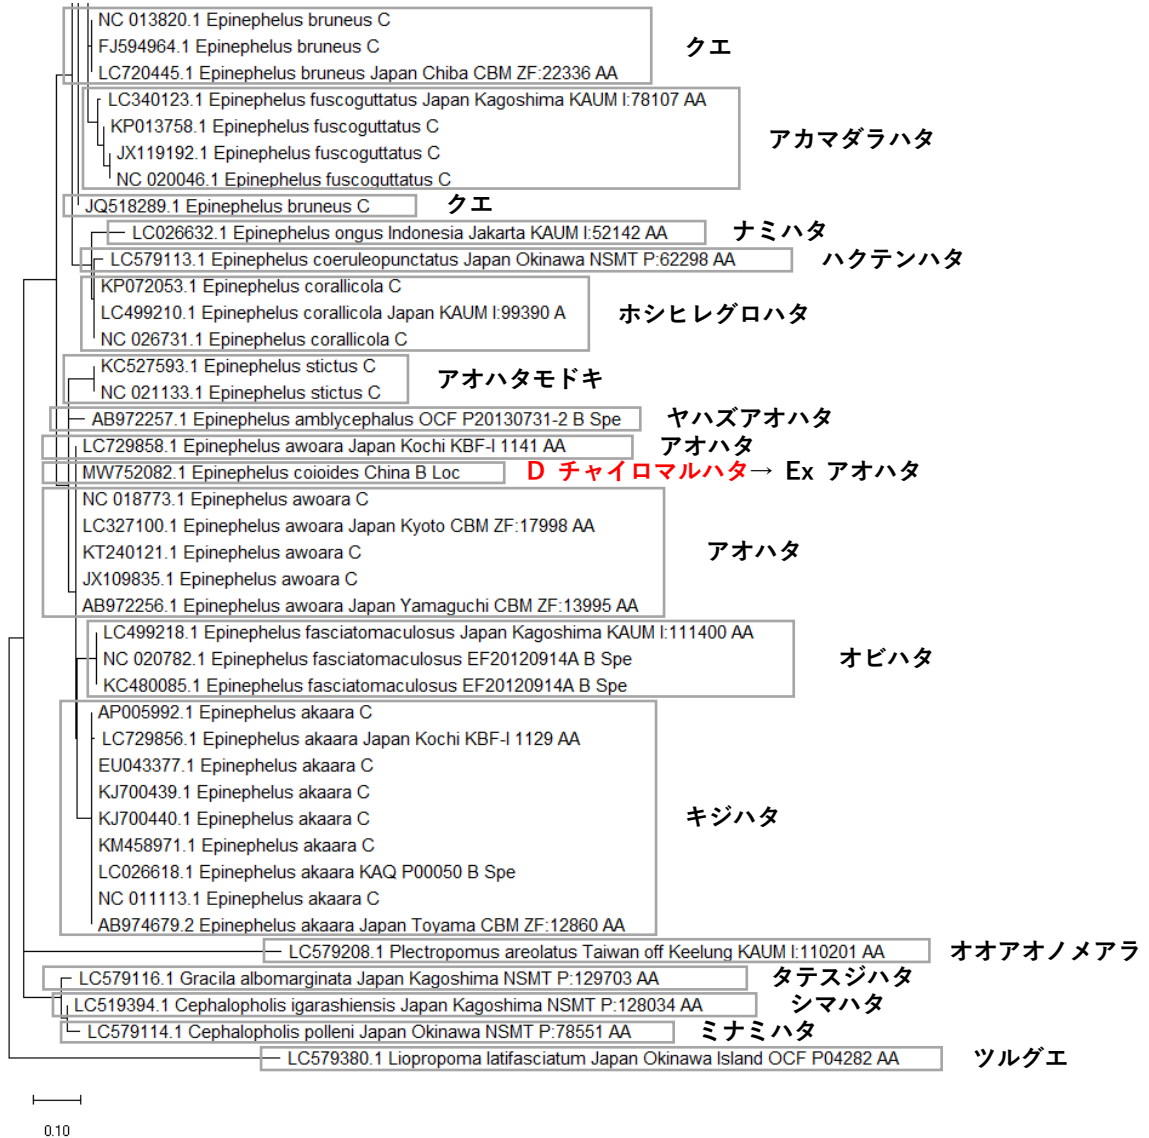 NC 013820.1 Epinephelus bruneus C
FJ594964.1 Epinephelus bruneus C
クエ
LC720445.1 Epinephelus bruneus Japan Chiba CBM ZF:22336 AA
LC340123.1 Epinephelus fuscoguttatus Japan Kagoshima KAUM I:78107 AA
KP013758.1 Epinephelus fuscoguttatus C
アカマダラハタ
JX119192.1 Epinephelus fuscoguttatus C
NC 020046.1 Epinephelus fuscoguttatus C
JQ518289.1 Epinephelus bruneus C クエ
LC026632.1 Epinephelus ongus Indonesia Jakarta KAUM I:52142 AA ナミハタ
LC579113.1 Epinephelus coeruleopunctatus Japan Okinawa NSMT P:62298 AA ハクテンハタ
KP072053.1 Epinephelus corallicola C
LC499210.1 Epinephelus corallicola Japan KAUM I:99390 A ホシヒレグロハタ
NC 026731.1 Epinephelus corallicola C
KC527593.1 Epinephelus stictus C
アオハタモドキ
NC 021133.1 Epinephelus stictus C
AB972257.1 Epinephelus amblycephalus OCF P20130731-2 B Spe ヤハズアオハタ
LC729858.1 Epinephelus awoara Japan Kochi KBF-I 1141 AA アオハタ
MW752082.1 Epinephelus coioides China B Loc D チャイロマルハタ→ Ex アオハタ
NC 018773.1 Epinephelus awoara C
LC327100.1 Epinephelus awoara Japan Kyoto CBM ZF:17998 AA
KT240121.1 Epinephelus awoara C アオハタ
JX109835.1 Epinephelus awoara C
AB972256.1 Epinephelus awoara Japan Yamaguchi CBM ZF:13995 AA
LC499218.1 Epinephelus fasciatomaculosus Japan Kagoshima KAUM I:111400 AA
NC 020782.1 Epinephelus fasciatomaculosus EF20120914A B Spe オビハタ
KC480085.1 Epinephelus fasciatomaculosus EF20120914A B Spe
AP005992.1 Epinephelus akaara C
LC729856.1 Epinephelus akaara Japan Kochi KBF-I 1129 AA
EU043377.1 Epinephelus akaara C
KJ700439.1 Epinephelus akaara C
KJ700440.1 Epinephelus akaara C キジハタ
KM458971.1 Epinephelus akaara C
LC026618.1 Epinephelus akaara KAQ P00050 B Spe
NC 011113.1 Epinephelus akaara C
AB974679.2 Epinephelus akaara Japan Toyama CBM ZF:12860 AA
LC579208.1 Plectropomus areolatus Taiwan off Keelung KAUM I:110201 AA オオアオノメアラ
LC579116.1 Gracila albomarginata Japan Kagoshima NSMT P:129703 AA タテスジハタ
LC519394.1 Cephalopholis igarashiensis Japan Kagoshima NSMT P:128034 AA シマハタ
LC579114.1 Cephalopholis polleni Japan Okinawa NSMT P:78551 AA ミナミハタ
LC579380.1 Liopropoma latifasciatum Japan Okinawa Island OCF P04282 AA ツルグエ
0.10